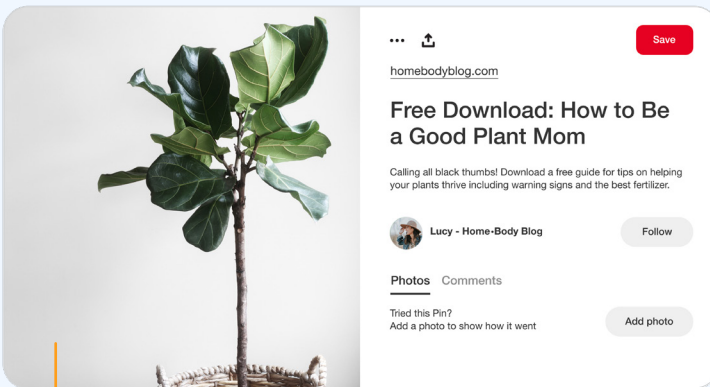 Save
homebodyblog.com
Free Download: How to Be
a Good Plant Mom
Calling all black thumbs! Download a free guide for tips on helping
your plants thrive including warning signs and the best fertilizer.
Lucy - Home•Body Blog
Follow
Photos Comments
Tried this Pin?
Add a photo to show how it went
Add photo